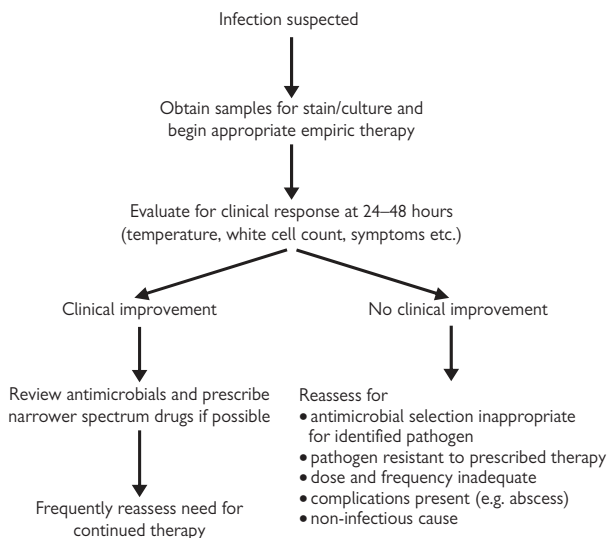 Infection suspected
Obtain samples for stain/culture and
begin appropriate empiric therapy
Evaluate for clinical response at 24–48 hours
(temperature, white cell count, symptoms etc.)
Clinical improvement
No clinical improvement
Review antimicrobials and prescribe
narrower spectrum drugs if possible
Frequently reassess need for
continued therapy
Reassess for
• antimicrobial selection inappropriate
for identified pathogen
• pathogen resistant to prescribed therapy
• dose and frequency inadequate
• complications present (e.g. abscess)
• non-infectious cause